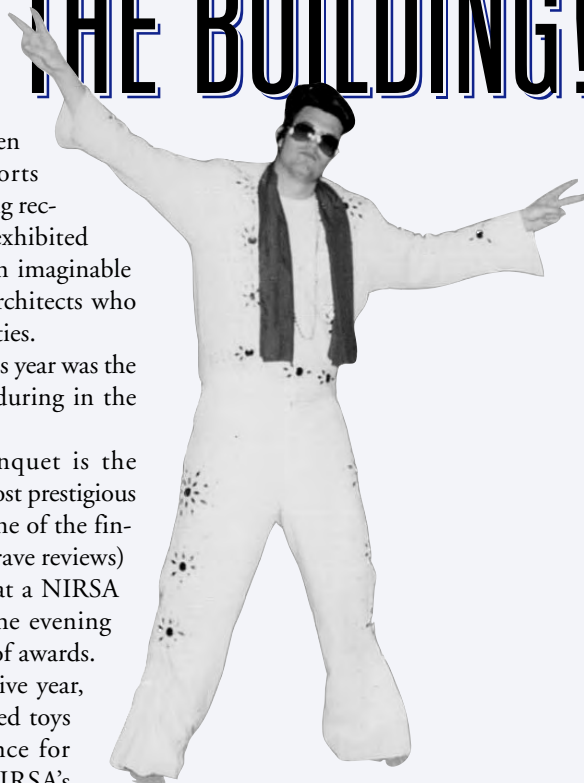 THE BUILDING!
en
orts
g rec-
exhibited
n imaginable
rchitects who
ties.
s year was the
during in the
nquet is the
ost prestigious
ne of the fin-
rave reviews)
at a NIRSA
he evening
of awards.
ive year,
ed toys
nce for
IRSA's